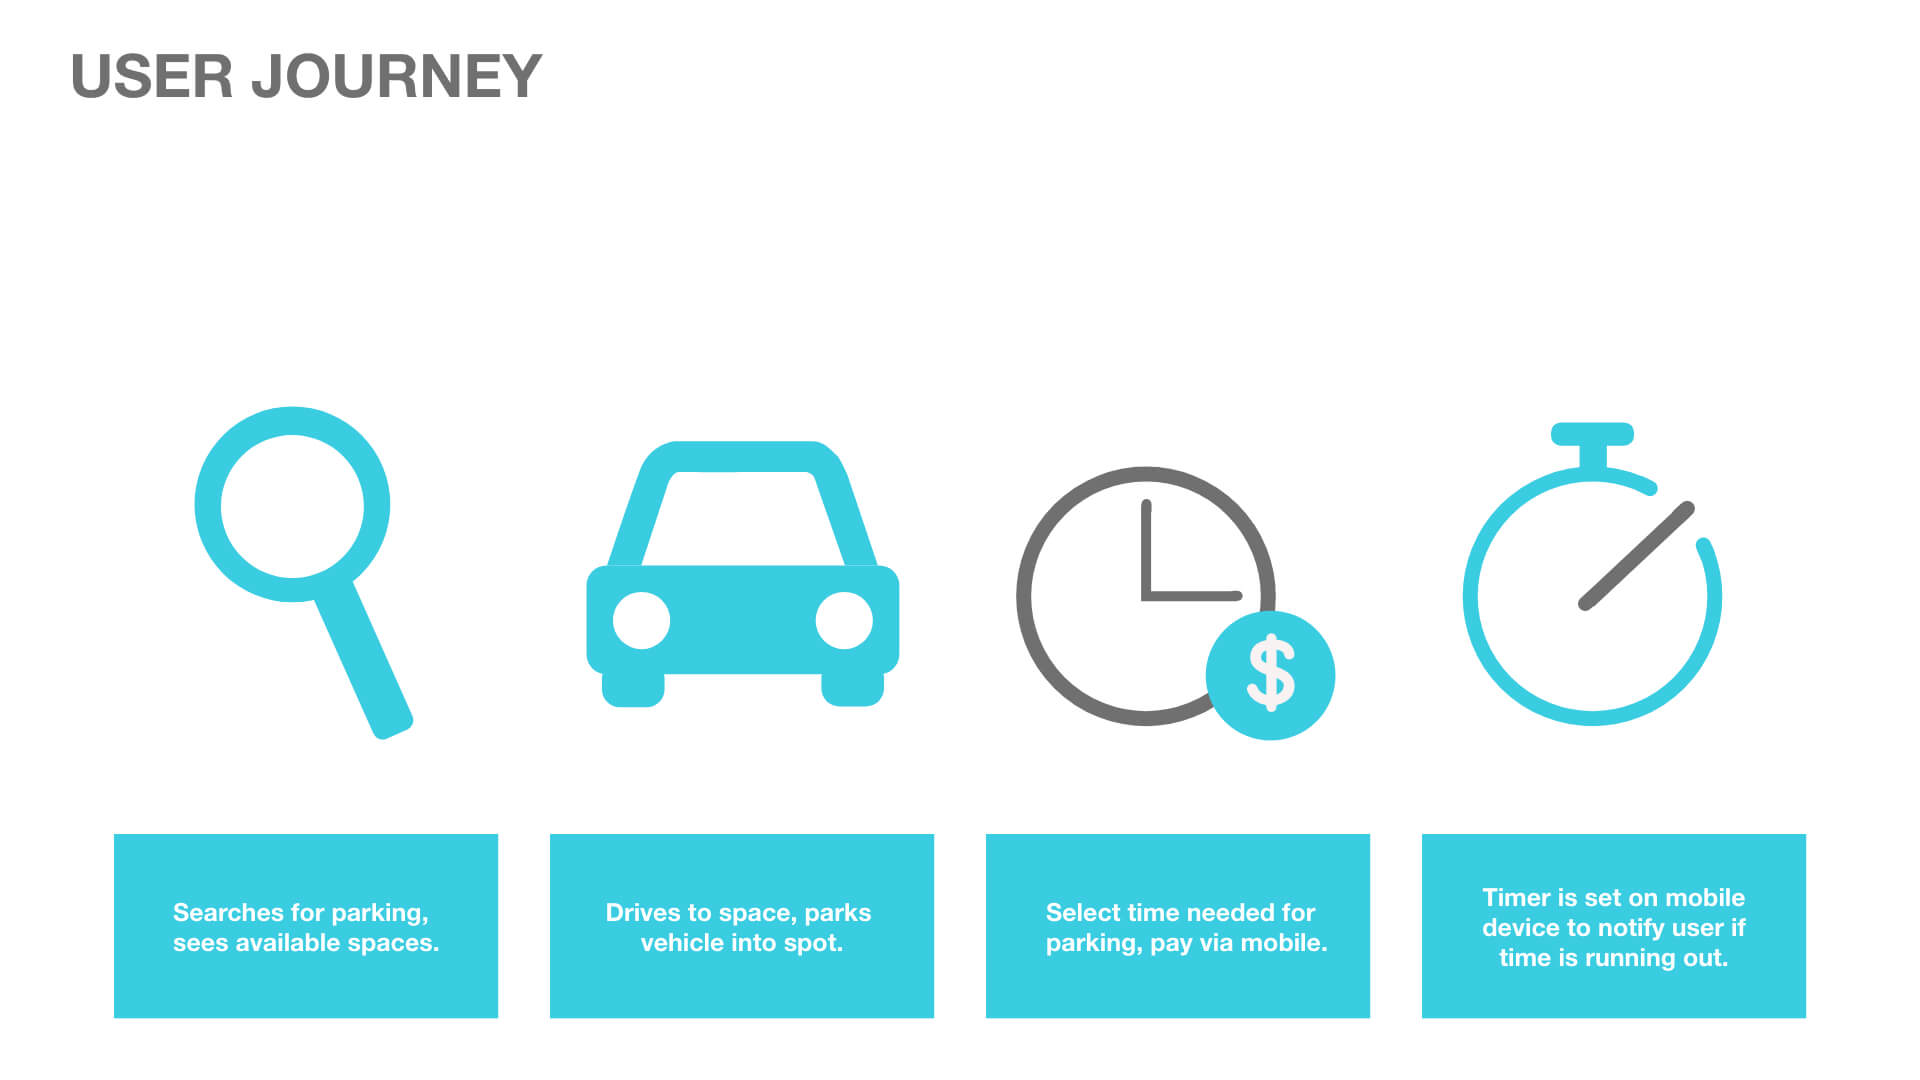 USER JOURNEY
$
Searches for parking,
sees available spaces.
Drives to space, parks
vehicle into spot.
Select time needed for
parking, pay via mobile.
Timer is set on mobile
device to notify user if
time is running out.